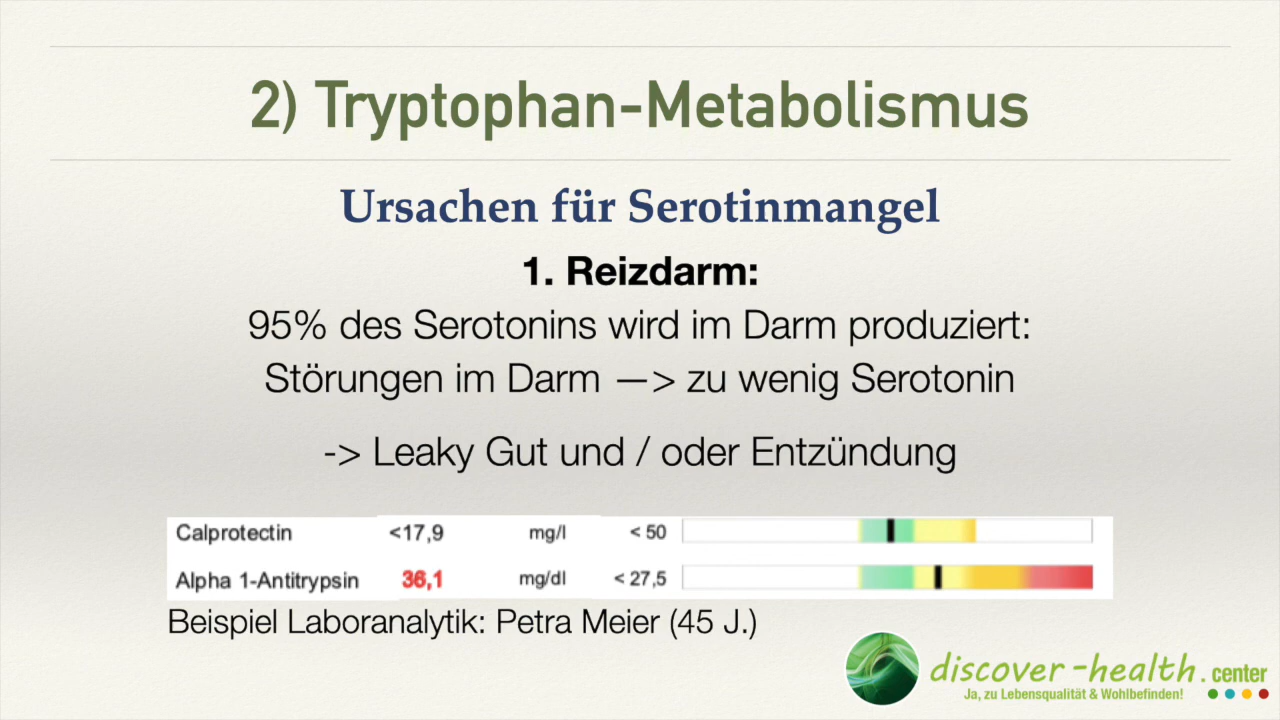 2) Tryptophan-Metabolismus
Ursachen für Serotinmangel
1. Reizdarm:
95% des Serotonins wird im Darm produziert:
Störungen im Darm —> zu wenig Serotonin
-> Leaky Gut und / oder Entzündung
Calprotectin <17,9 mg/l < 50
Alpha 1-Antitrypsin 36,1 mg/dl < 27,5
Beispiel Laboranalytik: Petra Meier (45 J.)
discover-health.center
Ja, zu Lebensqualität & Wohlbefinden!